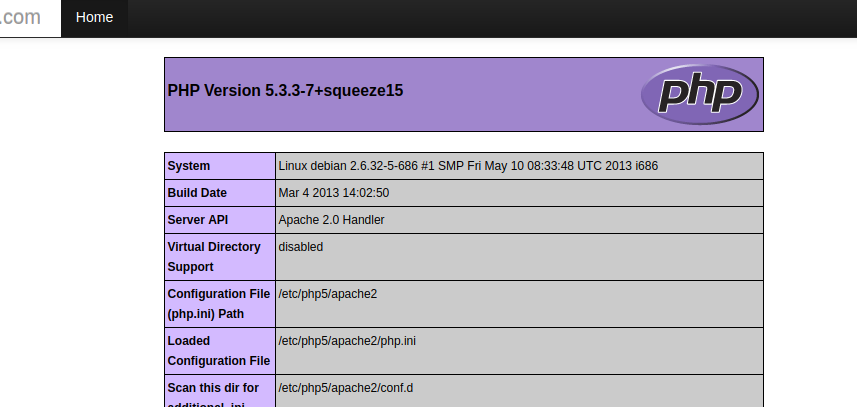 .com Home
PHP Version 5.3.3-7+squeeze15 php
System Linux debian 2.6.32-5-686 #1 SMP Fri May 10 08:33:48 UTC 2013 i686
Build Date Mar 4 2013 14:02:50
Server API Apache 2.0 Handler
Virtual Directory disabled
Support
Configuration File /etc/php5/apache2
(php.ini) Path
Loaded /etc/php5/apache2/php.ini
Configuration File
Scan this dir for /etc/php5/apache2/conf.d
additional .ini